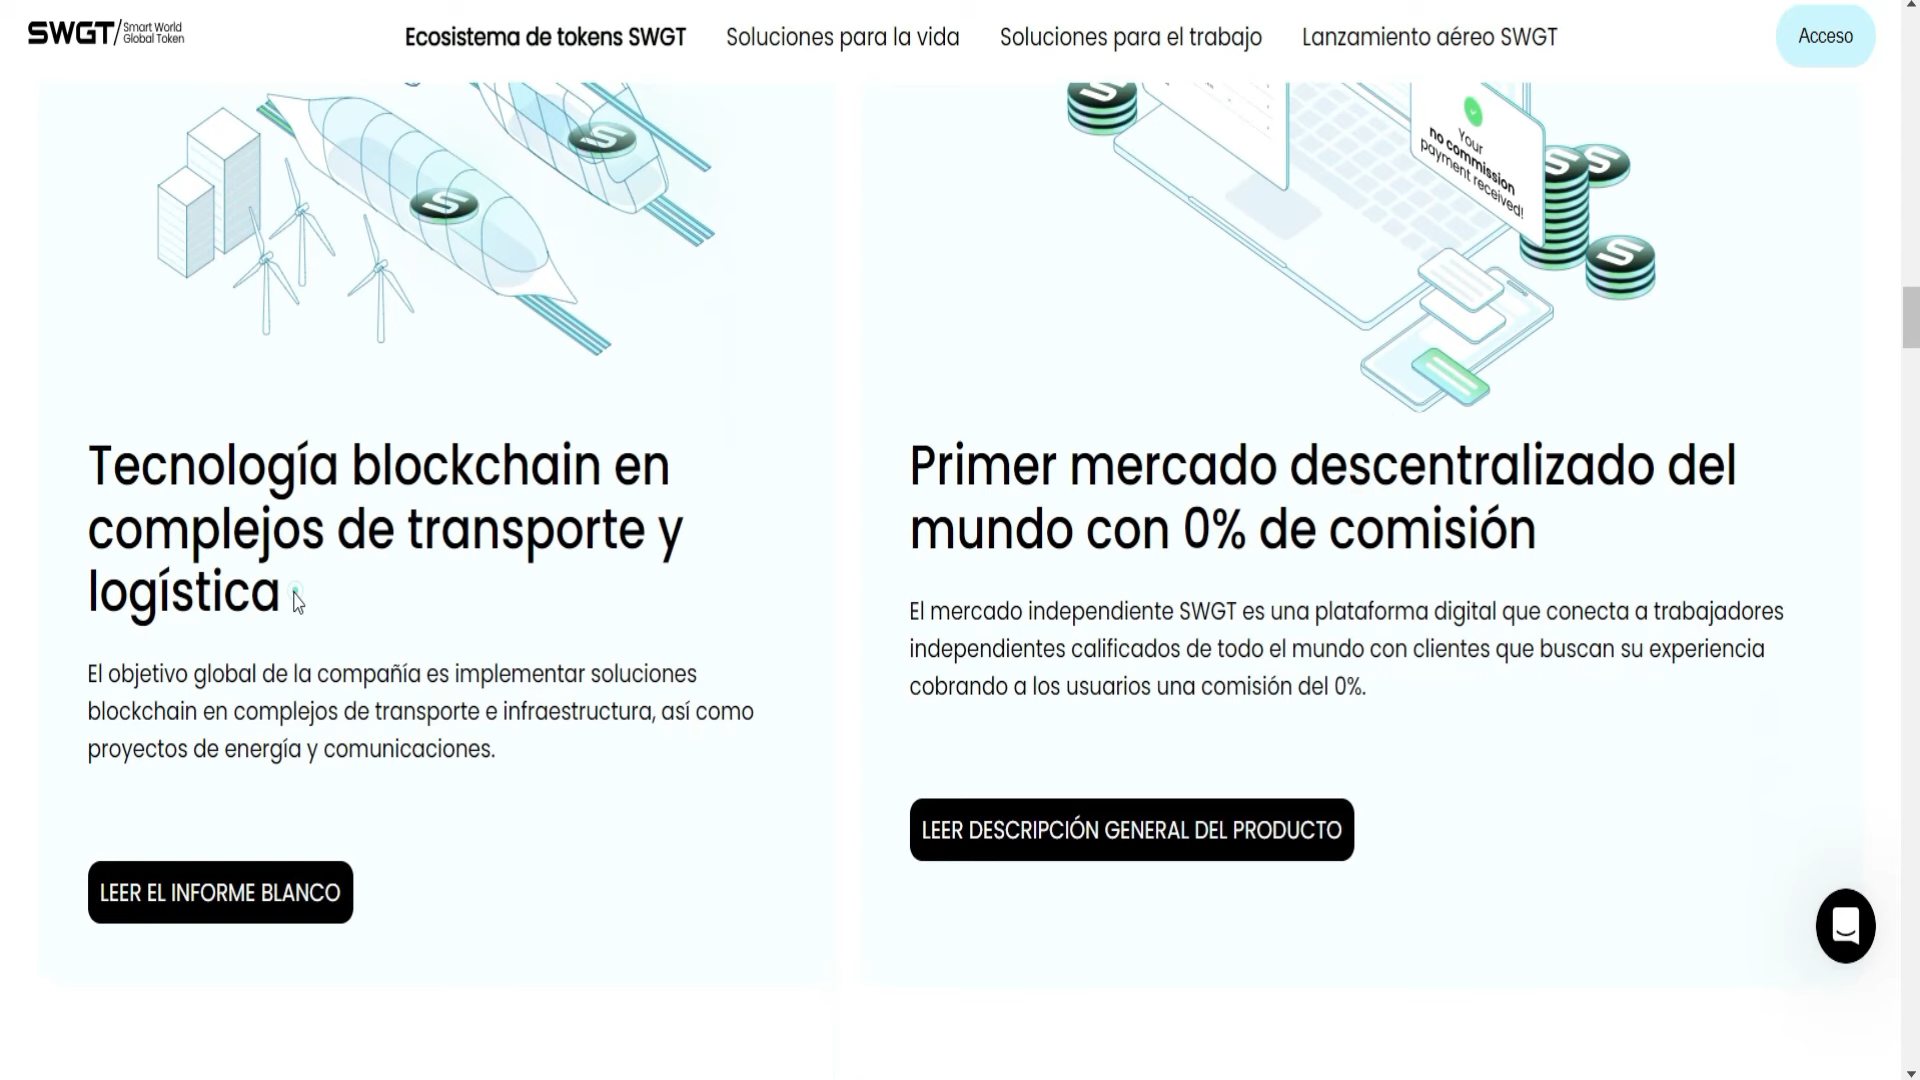 SWGT/ Smart World
Global Token
Ecosistema de tokens SWGT
Soluciones para la vida
Soluciones para el trabajo
Lanzamiento aéreo SWGT
Acceso
Your
no commission
payment received!
Tecnología blockchain en
complejos de transporte y
logística
El objetivo global de la compañía es implementar soluciones
blockchain en complejos de transporte e infraestructura, así como
proyectos de energía y comunicaciones.
LEER EL INFORME BLANCO
Primer mercado descentralizado del
mundo con 0% de comisión
El mercado independiente SWGT es una plataforma digital que conecta a trabajadores
independientes calificados de todo el mundo con clientes que buscan su experiencia
cobrando a los usuarios una comisión del 0%.
LEER DESCRIPCIÓN GENERAL DEL PRODUCTO